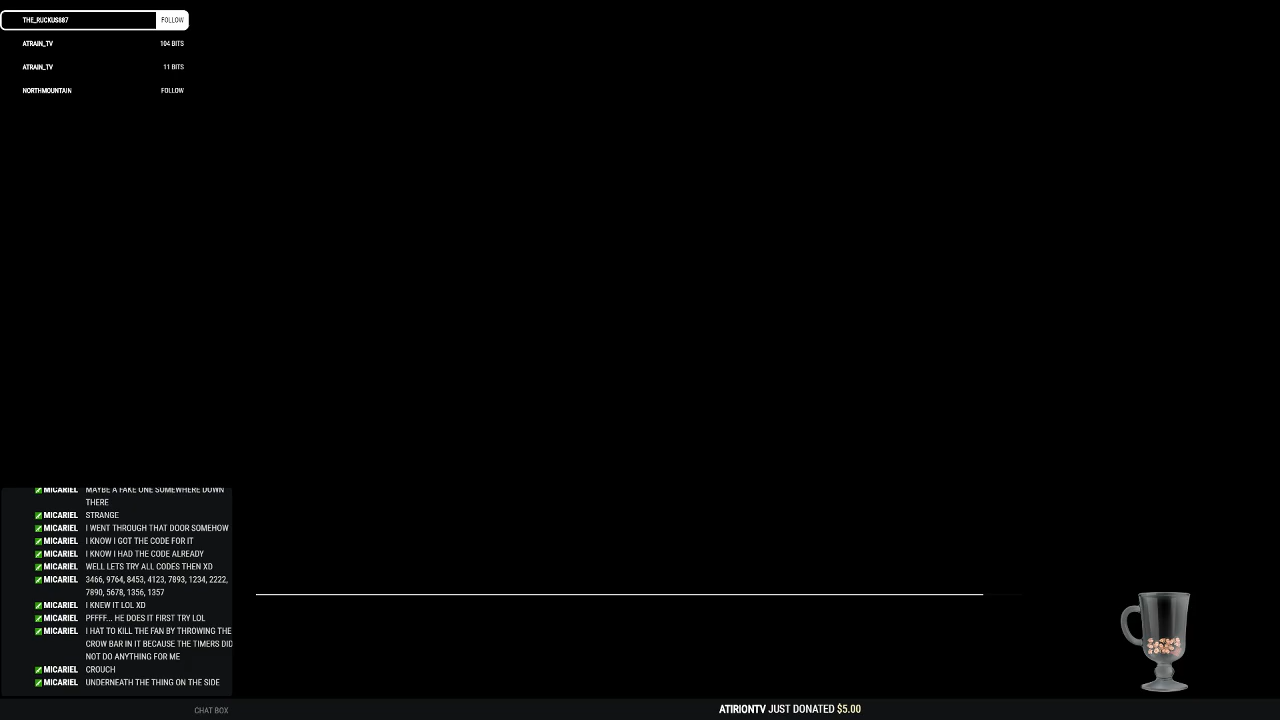 THE_RUCKUS687 FOLLOW
ATRAIN_TV 104 BITS
ATRAIN_TV 11 BITS
NORTHMOUNTAIN FOLLOW
MICARIEL MAYBE A FAKE ONE SOMEWHERE DOWN
THERE
MICARIEL STRANGE
MICARIEL I WENT THROUGH THAT DOOR SOMEHOW
MICARIEL I KNOW I GOT THE CODE FOR IT
MICARIEL I KNOW I HAD THE CODE ALREADY
MICARIEL WELL LETS TRY ALL CODES THEN XD
MICARIEL 3466, 9764, 8453, 4123, 7893, 1234, 2222,
7890, 5678, 1356, 1357
MICARIEL I KNEW IT LOL XD
MICARIEL PFFFF... HE DOES IT FIRST TRY LOL
MICARIEL I HAT TO KILL THE FAN BY THROWING THE
CROW BAR IN IT BECAUSE THE TIMERS DID
NOT DO ANYTHING FOR ME
MICARIEL CROUCH
MICARIEL UNDERNEATH THE THING ON THE SIDE
CHAT BOX
ATIRIONTV JUST DONATED $5.00